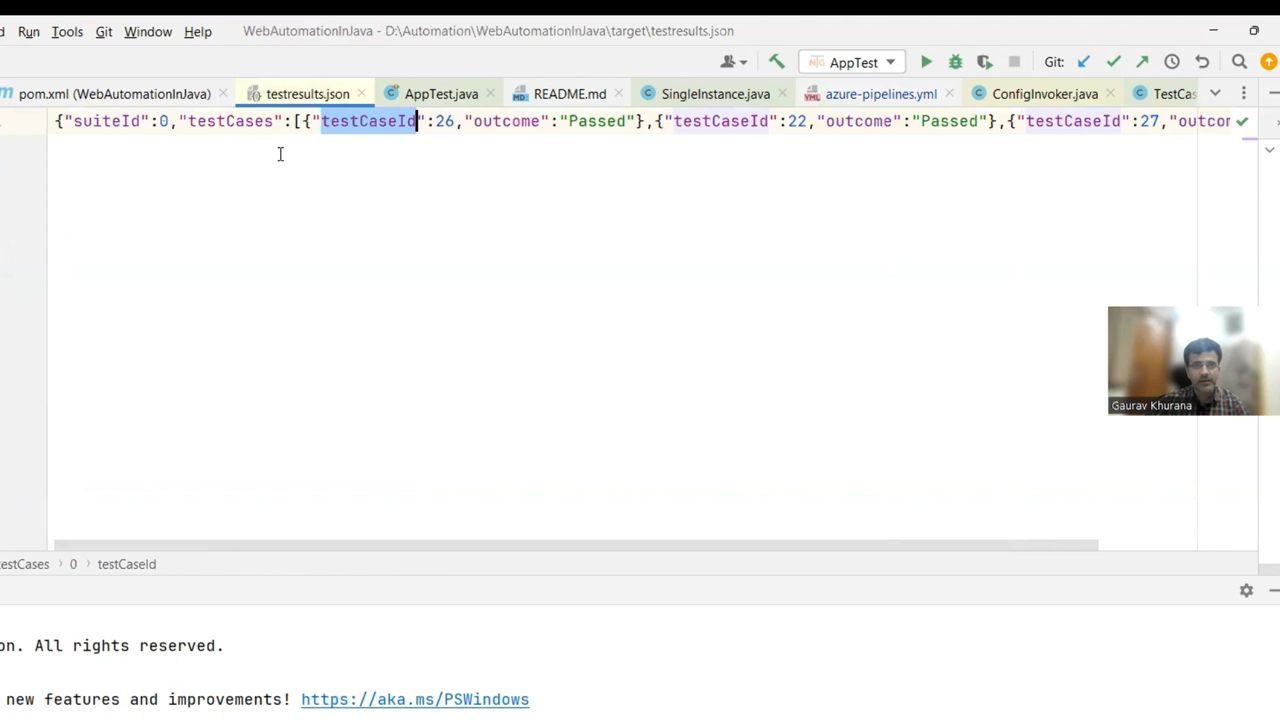 Run Tools Git Window Help WebAutomationInJava - D:\Automation\WebAutomationInJava\target\testresults.json
AppTest Git:
pom.xml (WebAutomationInJava) testresults.json AppTest.java README.md SingleInstance.java azure-pipelines.yml ConfigInvoker.java TestCas
{"suiteId":0,"testCases":[{"testCaseId":26,"outcome":"Passed"},{"testCaseId":22,"outcome":"Passed"},{"testCaseId":27,"outcom
Gaurav Khurana
estCases › 0 › testCaseId
on. All rights reserved.
new features and improvements! https://aka.ms/PSWindows